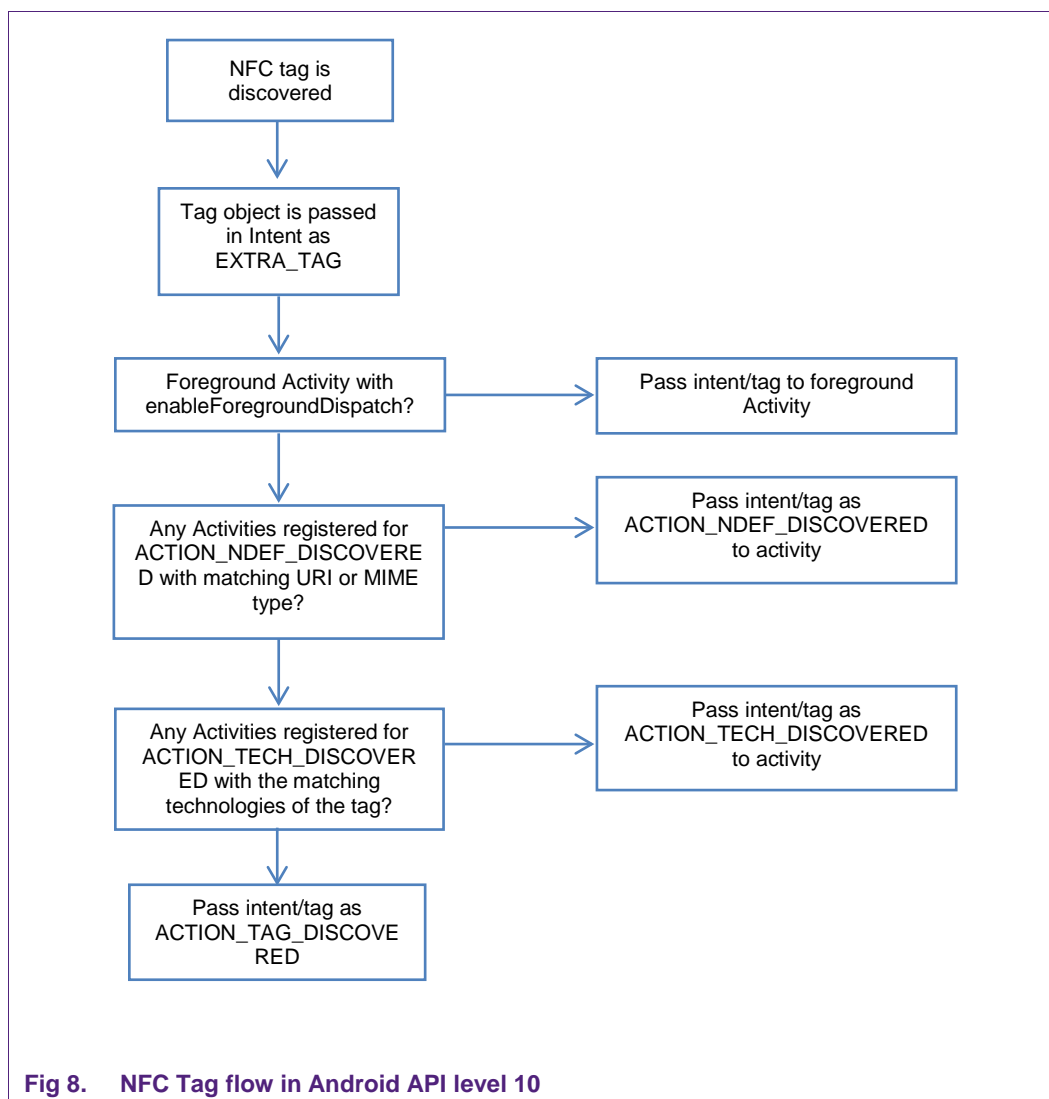 NFC tag is
discovered
Tag object is passed
in Intent as
EXTRA_TAG
Foreground Activity with
enableForegroundDispatch?
Pass intent/tag to foreground
Activity
Any Activities registered for
ACTION_NDEF_DISCOVERE
D with matching URI or MIME
type?
Pass intent/tag as
ACTION_NDEF_DISCOVERED
to activity
Any Activities registered for
ACTION_TECH_DISCOVER
ED with the matching
technologies of the tag?
Pass intent/tag as
ACTION_TECH_DISCOVERED
to activity
Pass intent/tag as
ACTION_TAG_DISCOVE
RED
Fig 8. NFC Tag flow in Android API level 10